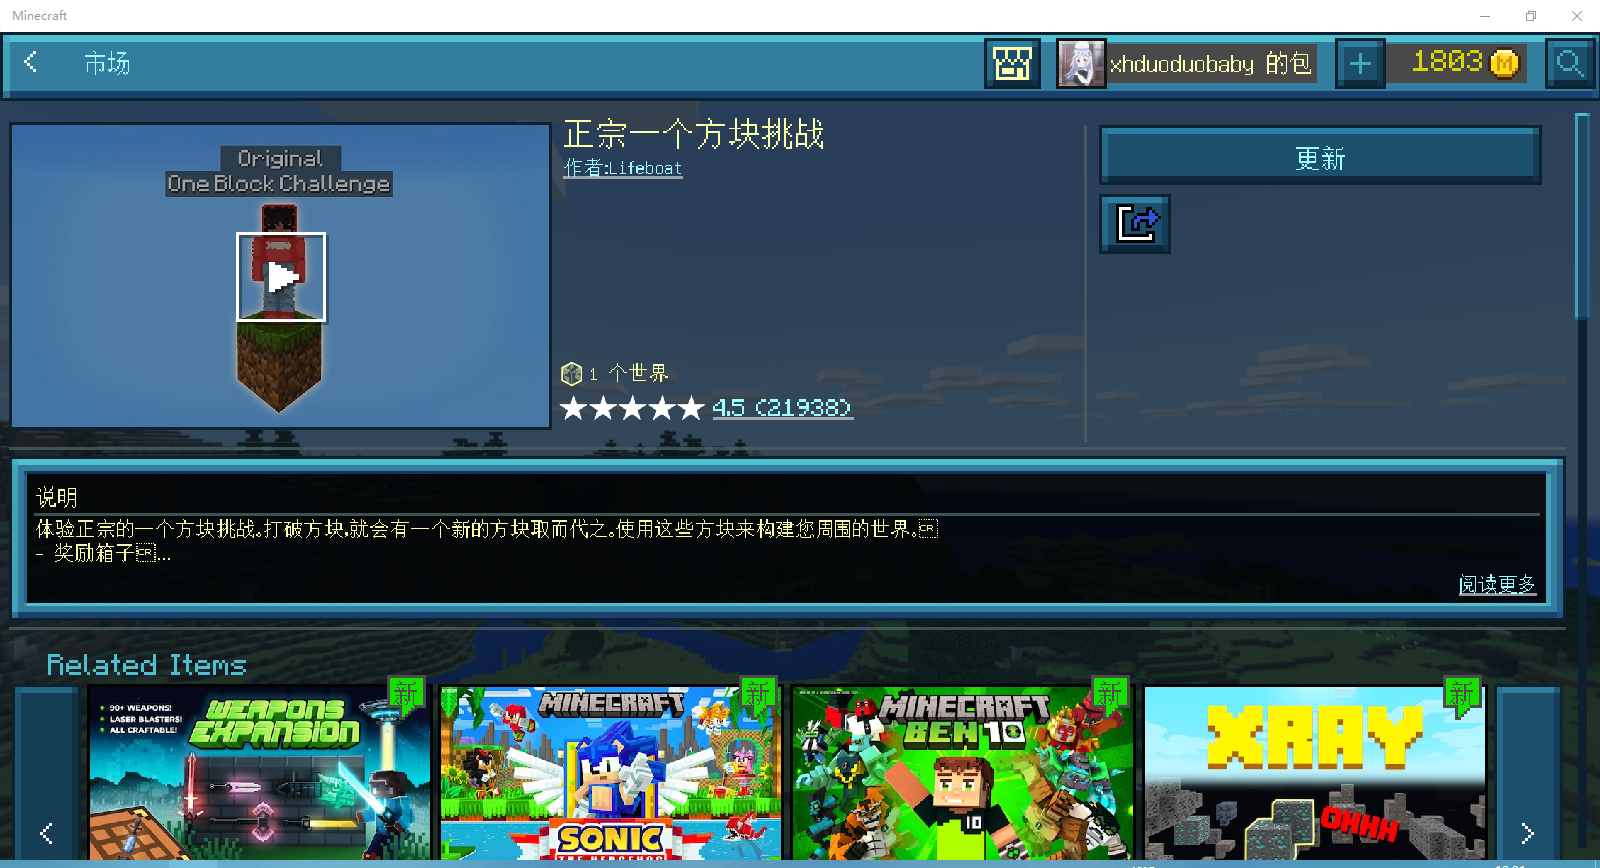 Minecraft
市场
xhduoduobaby 的包
1803
Original
One Block Challenge
正宗一个方块挑战
作者:Lifeboat
更新
1 个世界
4.5 (21938)
说明
体验正宗的一个方块挑战。打破方块,就会有一个新的方块取而代之。使用这些方块来构建您周围的世界。
- 奖励箱子...
阅读更多
Related Items
新
90+ WEAPONS!
LASER BLASTERS!
ALL CRAFTABLE!
WEAPONS
EXPANSION
新
MINECRAFT
SONIC
THE HEDGEHOG
新
MINECRAFT
BEN 10
10
新
XRAY
OHHH